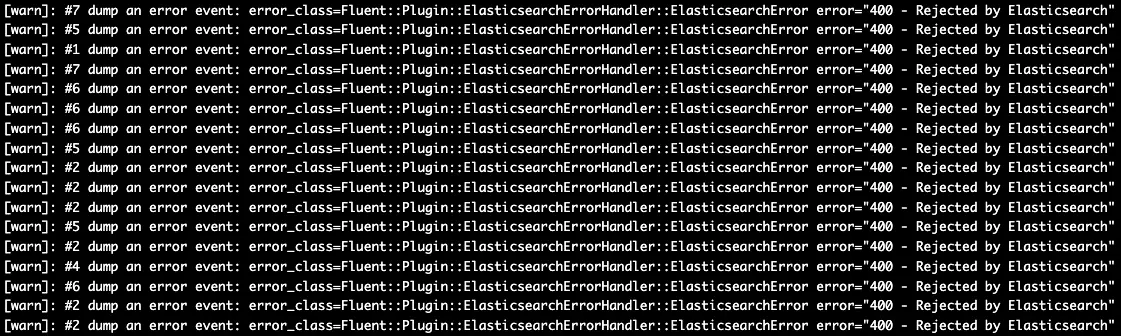 [warn]: #7 dump an error event: error_class=Fluent::Plugin::ElasticsearchErrorHandler::ElasticsearchError error="400 - Rejected by Elasticsearch"
[warn]: #5 dump an error event: error_class=Fluent::Plugin::ElasticsearchErrorHandler::ElasticsearchError error="400 - Rejected by Elasticsearch"
[warn]: #1 dump an error event: error_class=Fluent::Plugin::ElasticsearchErrorHandler::ElasticsearchError error="400 - Rejected by Elasticsearch"
[warn]: #7 dump an error event: error_class=Fluent::Plugin::ElasticsearchErrorHandler::ElasticsearchError error="400 - Rejected by Elasticsearch"
[warn]: #6 dump an error event: error_class=Fluent::Plugin::ElasticsearchErrorHandler::ElasticsearchError error="400 - Rejected by Elasticsearch"
[warn]: #6 dump an error event: error_class=Fluent::Plugin::ElasticsearchErrorHandler::ElasticsearchError error="400 - Rejected by Elasticsearch"
[warn]: #6 dump an error event: error_class=Fluent::Plugin::ElasticsearchErrorHandler::ElasticsearchError error="400 - Rejected by Elasticsearch"
[warn]: #5 dump an error event: error_class=Fluent::Plugin::ElasticsearchErrorHandler::ElasticsearchError error="400 - Rejected by Elasticsearch"
[warn]: #2 dump an error event: error_class=Fluent::Plugin::ElasticsearchErrorHandler::ElasticsearchError error="400 - Rejected by Elasticsearch"
[warn]: #2 dump an error event: error_class=Fluent::Plugin::ElasticsearchErrorHandler::ElasticsearchError error="400 - Rejected by Elasticsearch"
[warn]: #2 dump an error event: error_class=Fluent::Plugin::ElasticsearchErrorHandler::ElasticsearchError error="400 - Rejected by Elasticsearch"
[warn]: #5 dump an error event: error_class=Fluent::Plugin::ElasticsearchErrorHandler::ElasticsearchError error="400 - Rejected by Elasticsearch"
[warn]: #2 dump an error event: error_class=Fluent::Plugin::ElasticsearchErrorHandler::ElasticsearchError error="400 - Rejected by Elasticsearch"
[warn]: #4 dump an error event: error_class=Fluent::Plugin::ElasticsearchErrorHandler::ElasticsearchError error="400 - Rejected by Elasticsearch"
[warn]: #6 dump an error event: error_class=Fluent::Plugin::ElasticsearchErrorHandler::ElasticsearchError error="400 - Rejected by Elasticsearch"
[warn]: #2 dump an error event: error_class=Fluent::Plugin::ElasticsearchErrorHandler::ElasticsearchError error="400 - Rejected by Elasticsearch"
[warn]: #2 dump an error event: error_class=Fluent::Plugin::ElasticsearchErrorHandler::ElasticsearchError error="400 - Rejected by Elasticsearch"